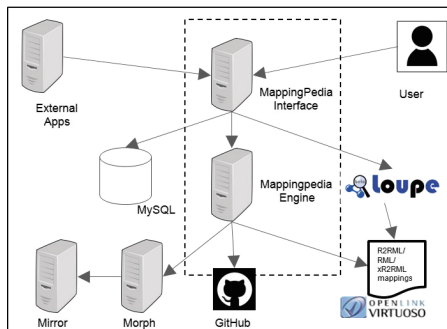 External
Apps
MappingPedia
Interface
User
MySQL
Mappingpedia
Engine
Loupe
R2RML/
RML/
xR2RML
mappings
Mirror
Morph
GitHub
OPENLINK
VIRTUOSO